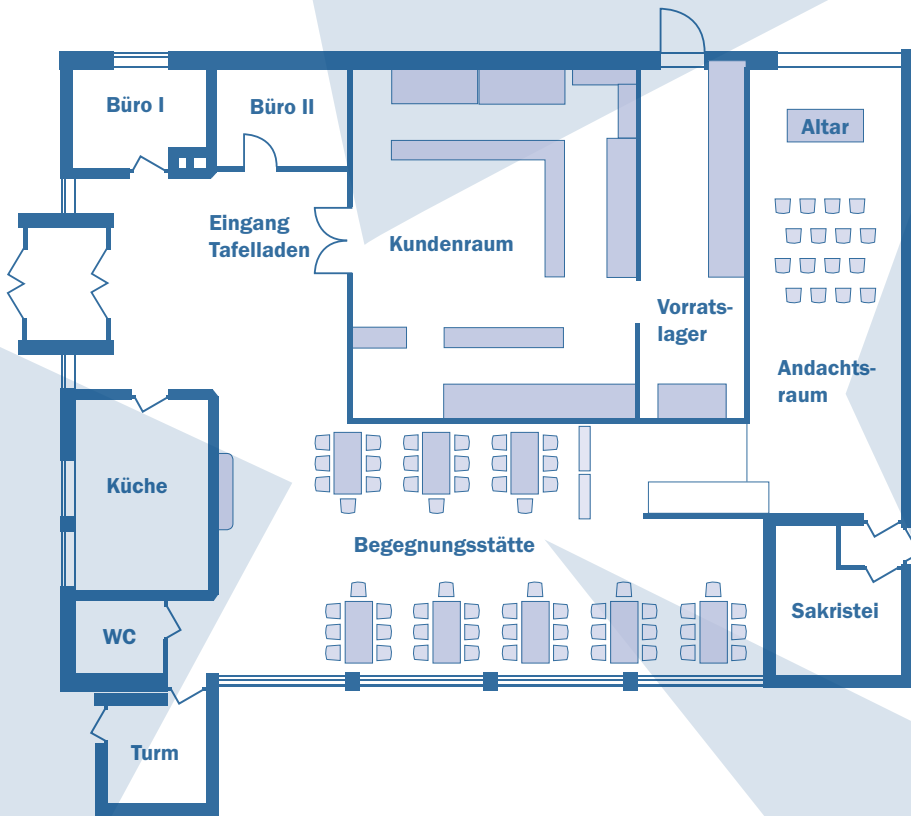 Büro I
Büro II
Altar
Eingang
Tafelladen
Kundenraum
Vorrats-
lager
Andachts-
raum
Küche
Begegnungsstätte
Sakristei
WC
Turm